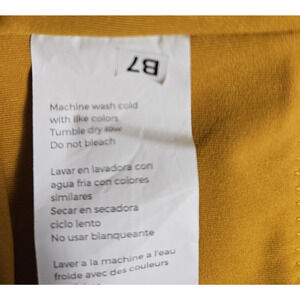 B7
Machine wash cold
with like colors
Tumble dry low
Do not bleach
Lavar en lavadora con
agua fria con colores
similares
Secar en secadora
ciclo lento
No usar blanqueante
Laver a la machine a l'eau
froide avec des couleurs